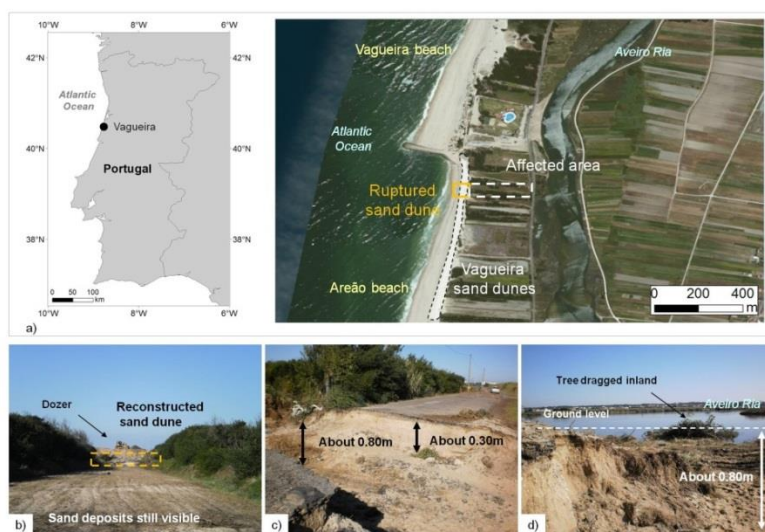 10°W
8°W
6°W
42°N
42°N
Atlantic
Ocean
Vagueira
40°N
40°N
Portugal
38°N
38°N
0 50 100
km
10°W
8°W
6°W
a)
Vagueira beach
Aveiro Ria
Atlantic
Ocean
Affected area
Ruptured
sand dune
Vagueira
sand dunes
Areão beach
0 200 400
m
Dozer
Reconstructed
sand dune
Sand deposits still visible
b)
About 0.80m
About 0.30m
c)
Tree dragged inland
Aveiro Ria
Ground level
About 0.80m
d)